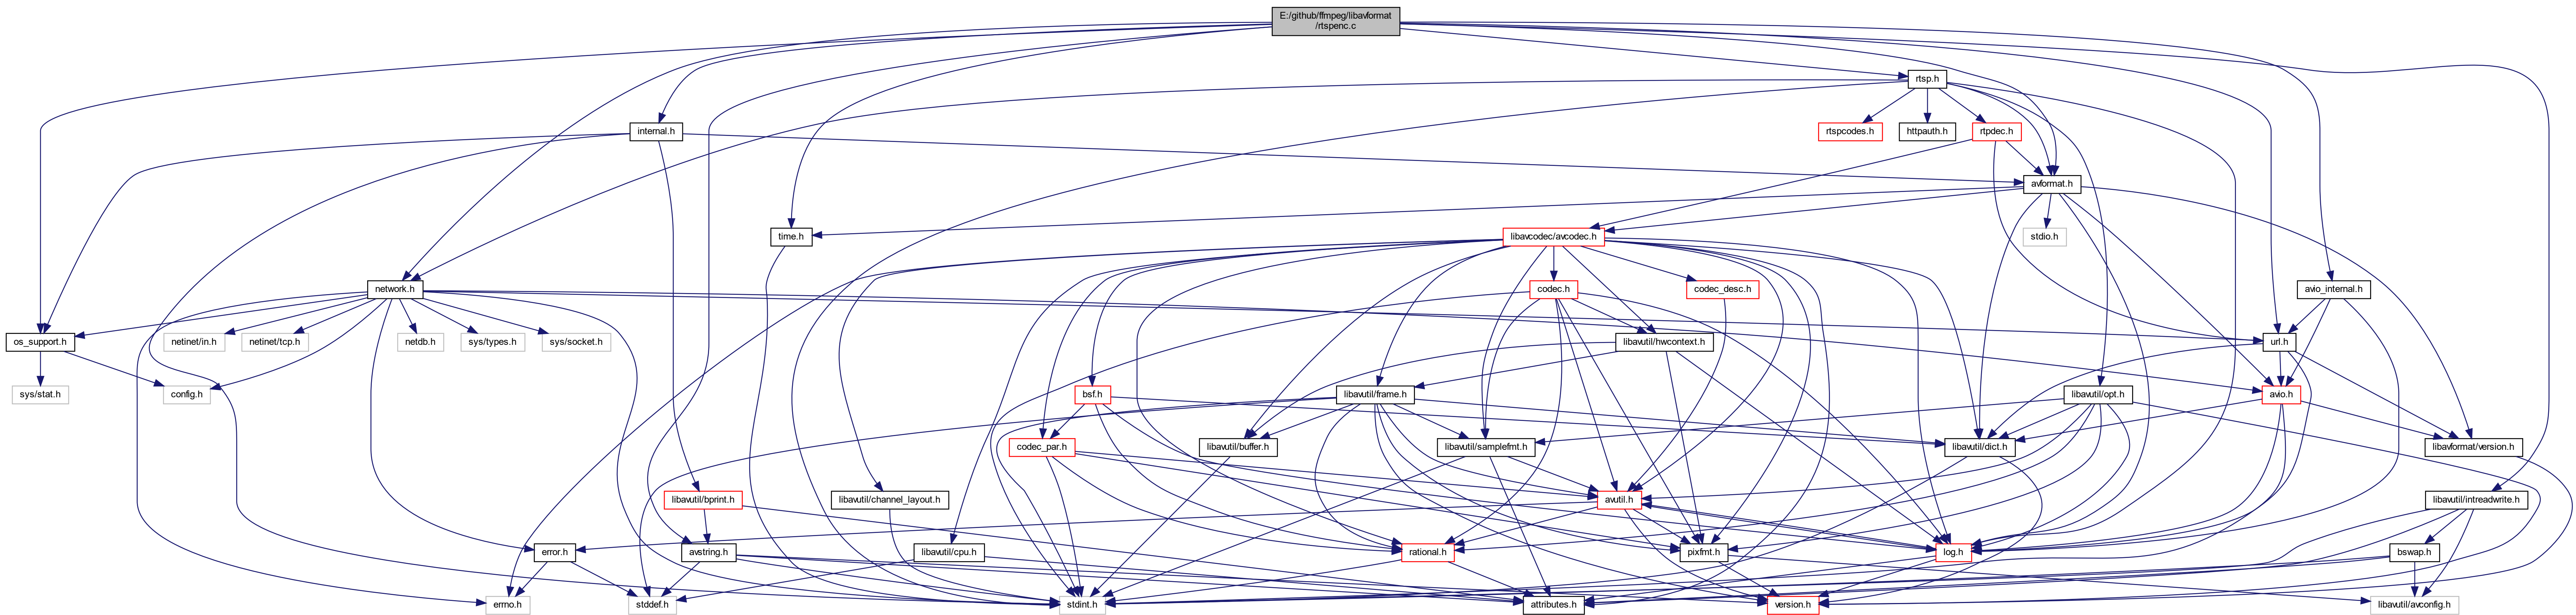 E:/github/ffmpeg/libavformat
/rtspenc.c
rtsp.h
internal.h
rtspcodes.h
httpauth.h
rtpdec.h
avformat.h
time.h
libavcodec/avcodec.h
stdio.h
network.h
codec.h
codec_desc.h
avio_internal.h
os_support.h
netinet/in.h
netinet/tcp.h
netdb.h
sys/types.h
sys/socket.h
libavutil/hwcontext.h
url.h
sys/stat.h
config.h
bsf.h
libavutil/frame.h
libavutil/opt.h
avio.h
codec_par.h
libavutil/buffer.h
libavutil/samplefmt.h
libavutil/dict.h
libavformat/version.h
libavutil/bprint.h
libavutil/channel_layout.h
avutil.h
libavutil/intreadwrite.h
error.h
avstring.h
libavutil/cpu.h
rational.h
pixfmt.h
log.h
bswap.h
errno.h
stddef.h
stdint.h
attributes.h
version.h
libavutil/avconfig.h